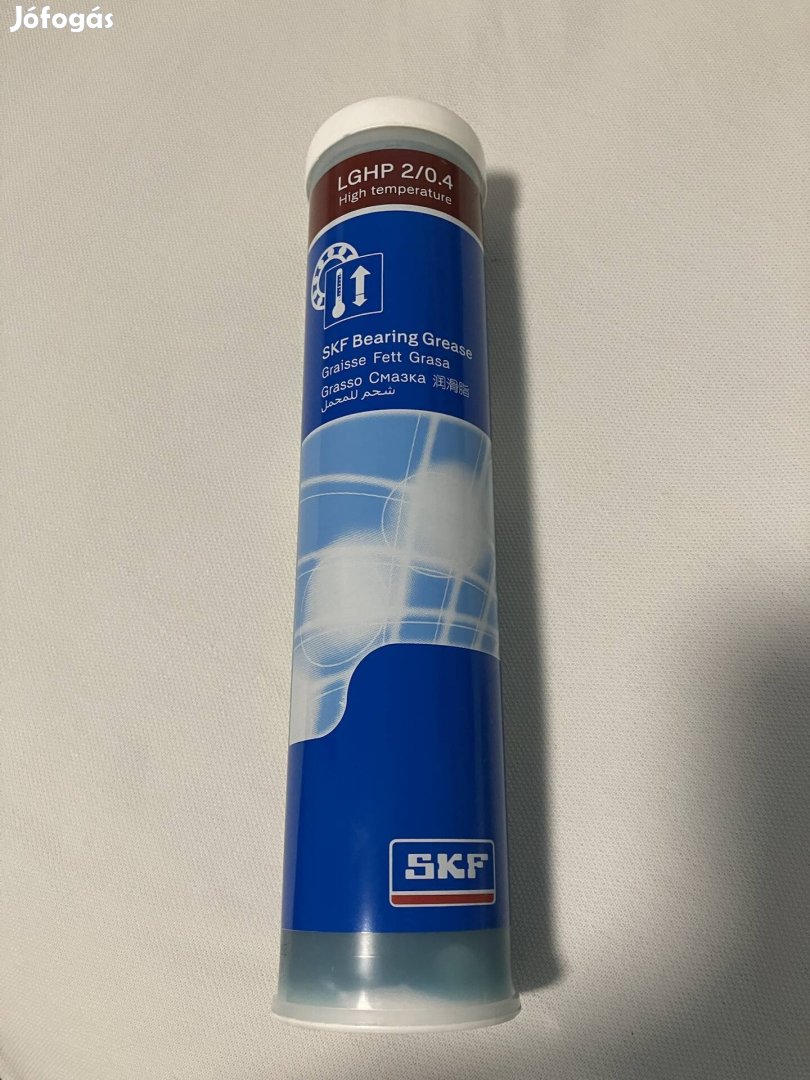 Jófogás
LGHP 2/0.4
High temperature
SKF Bearing Grease
Graisse Fett Grasa
Grasso Смазка 润滑脂
شحم للمحمل
SKF